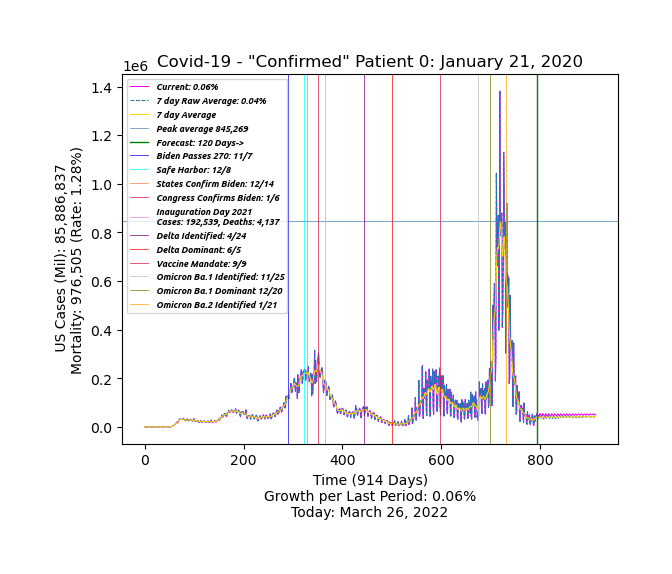 Covid-19 - "Confirmed" Patient 0: January 21, 2020
1e6
1.4
1.2
1.0
0.8
0.6
0.4
0.2
0.0
US Cases (Mil): 85,886,837
Mortality: 976,505 (Rate: 1.28%)
Current: 0.06%
7 day Raw Average: 0.04%
7 day Average
Peak average 845,269
Forecast: 120 Days->
Biden Passes 270: 11/7
Safe Harbor: 12/8
States Confirm Biden: 12/14
Congress Confirms Biden: 1/6
Inauguration Day 2021
Cases: 192,539, Deaths: 4,137
Delta Identified: 4/24
Delta Dominant: 6/5
Vaccine Mandate: 9/9
Omicron Ba.1 Identified: 11/25
Omicron Ba.1 Dominant 12/20
Omicron Ba.2 Identified 1/21
0
200
400
600
800
Time (914 Days)
Growth per Last Period: 0.06%
Today: March 26, 2022